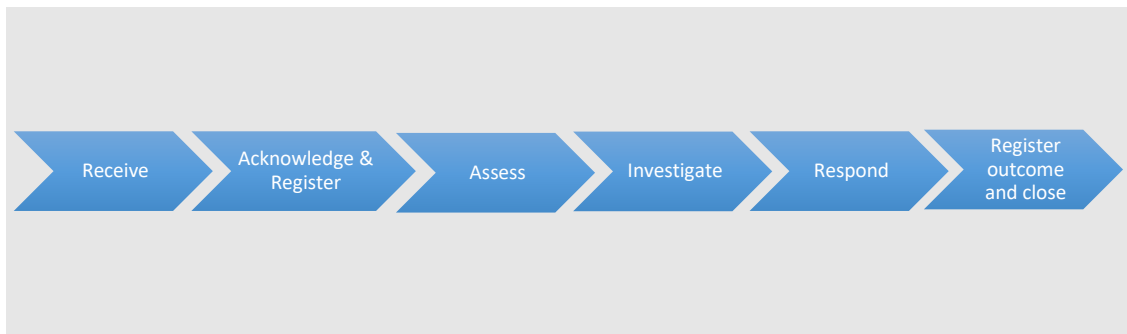 Receive
Acknowledge &
Register
Assess
Investigate
Respond
Register
outcome
and close